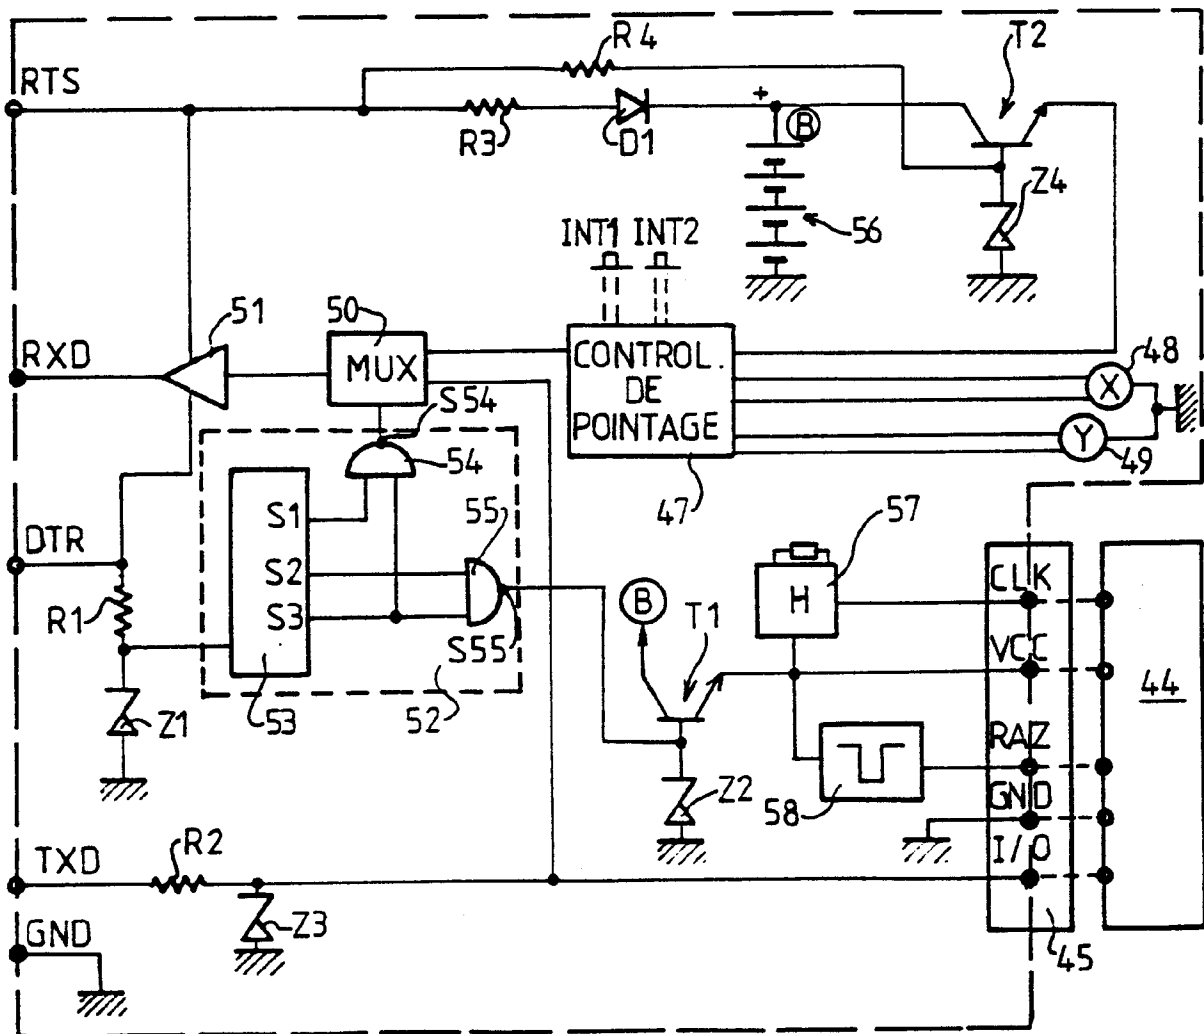 R4
T2
RTS
+
B
R3
D1
Z4
56
INT1 INT2
51
50
RXD
MUX
CONTROL.
DE
POINTAGE
48
X
S54
54
Y
49
47
S1
55
57
DTR
S2
CLK
R1
S3
B
H
T1
S55
VCC
44
Z1
53
52
RAZ
Z2
58
GND
I/O
TXD
R2
Z3
GND
45